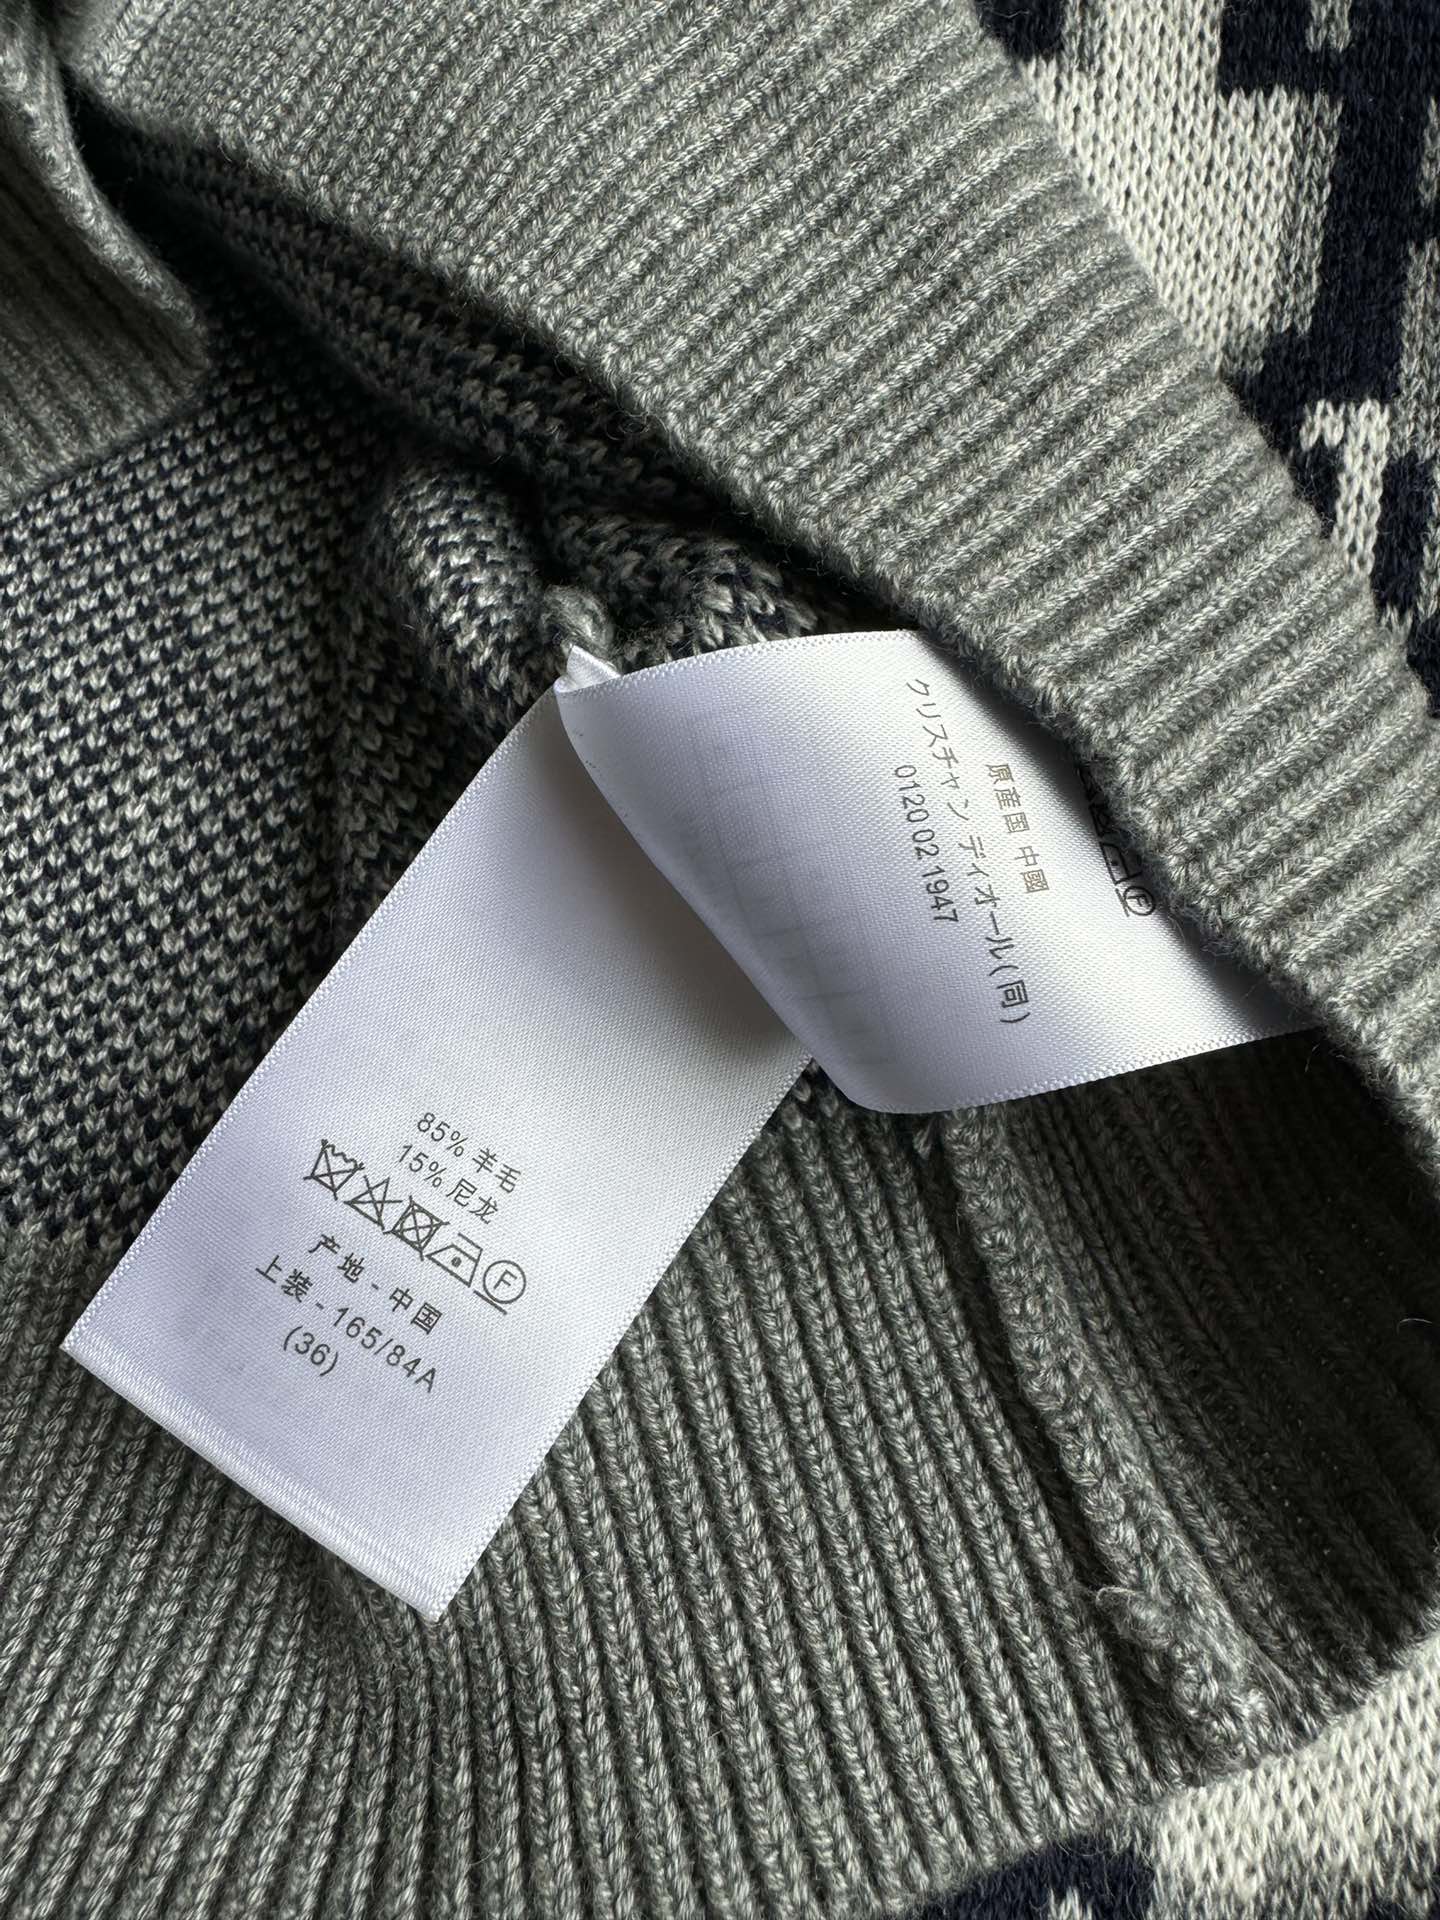 原産国 中國
クリスチャン ディオール(同)
0120 02 1947
F
85% 羊毛
15% 尼龙
F
产地 - 中国
上装 - 165/84A
(36)